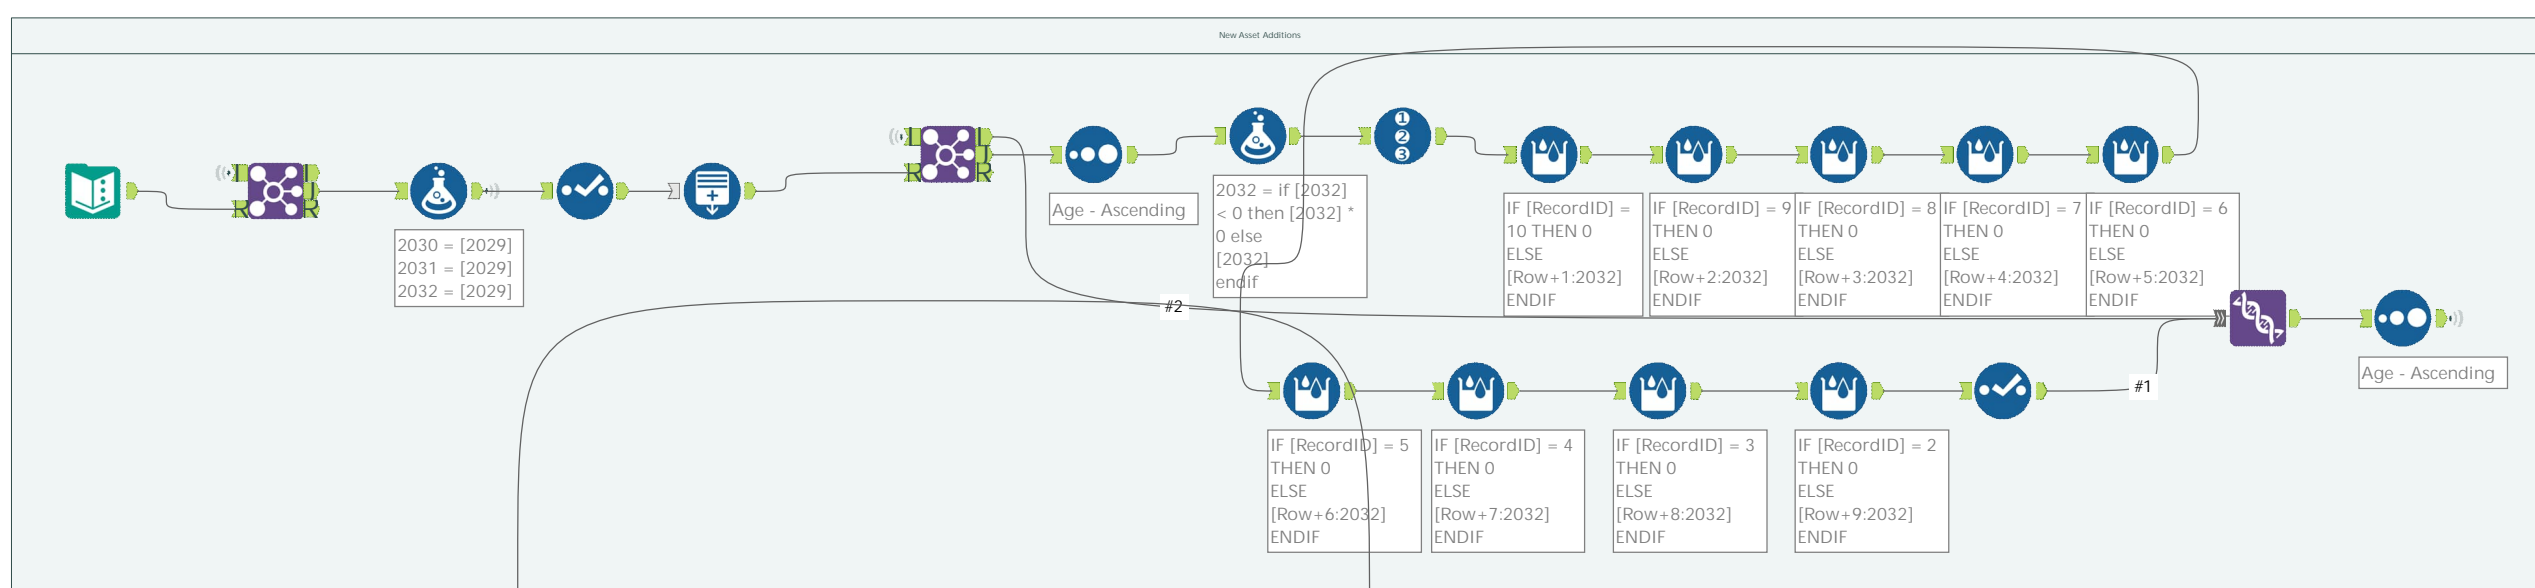 New Asset Additions
L
J
R
L
J
R
L
J
R
L
J
R
1
2
3
Age - Ascending
2030 = [2029]
2031 = [2029]
2032 = [2029]
2032 = if [2032]
< 0 then [2032] *
0 else
[2032]
endif
IF [RecordID] =
10 THEN 0
ELSE
[Row+1:2032]
ENDIF
IF [RecordID] = 9
THEN 0
ELSE
[Row+2:2032]
ENDIF
IF [RecordID] = 8
THEN 0
ELSE
[Row+3:2032]
ENDIF
IF [RecordID] = 7
THEN 0
ELSE
[Row+4:2032]
ENDIF
IF [RecordID] = 6
THEN 0
ELSE
[Row+5:2032]
ENDIF
#2
Age - Ascending
#1
IF [RecordID] = 5
THEN 0
ELSE
[Row+6:2032]
ENDIF
IF [RecordID] = 4
THEN 0
ELSE
[Row+7:2032]
ENDIF
IF [RecordID] = 3
THEN 0
ELSE
[Row+8:2032]
ENDIF
IF [RecordID] = 2
THEN 0
ELSE
[Row+9:2032]
ENDIF